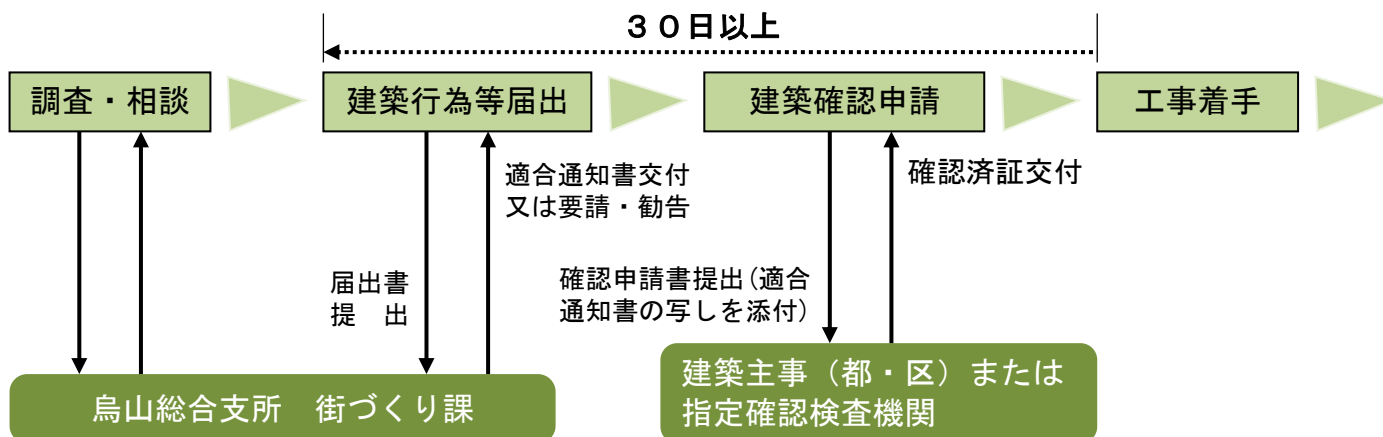 ３０日以上
調査・相談
建築行為等届出
建築確認申請
工事着手
適合通知書交付
又は要請・勧告
確認済証交付
届出書
提　出
確認申請書提出（適合
通知書の写しを添付）
烏山総合支所　街づくり課
建築主事（都・区）または
指定確認検査機関